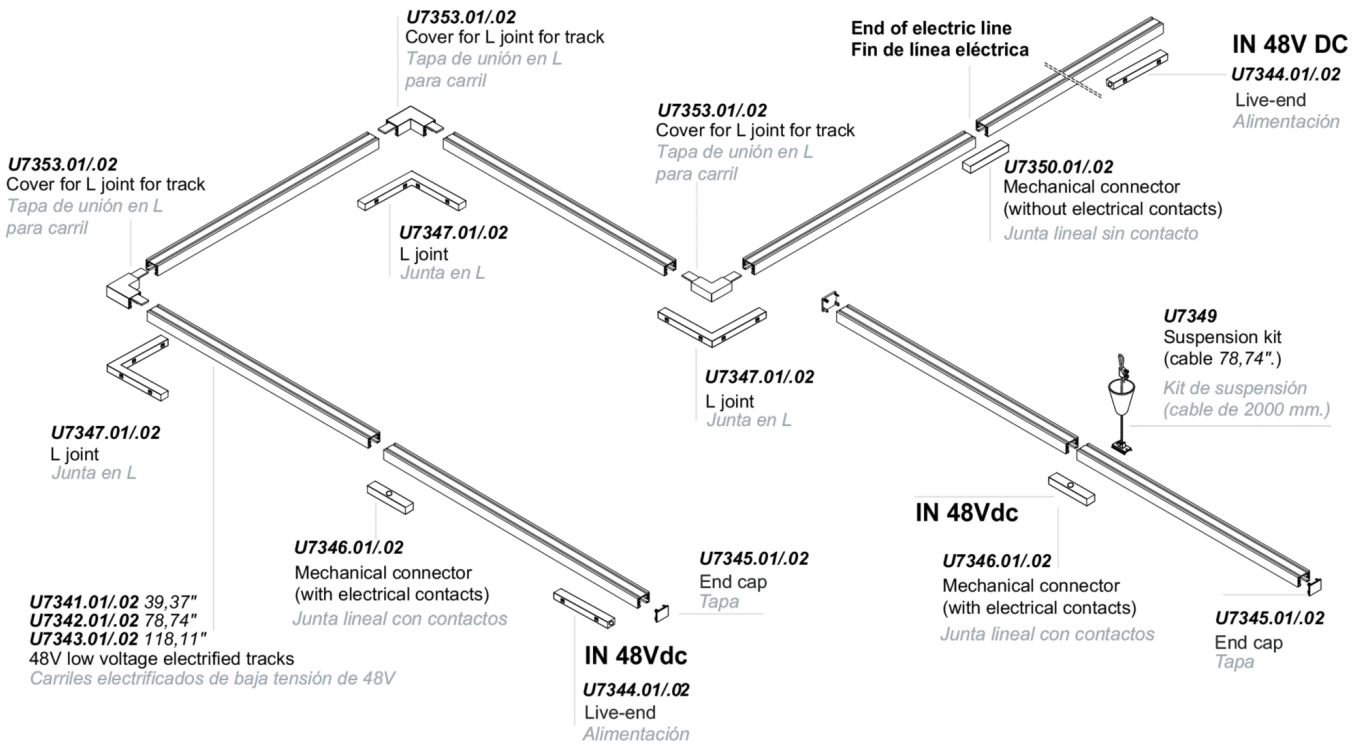 U7353.01/.02
Cover for L joint for track
Tapa de unión en L
para carril
End of electric line
Fin de línea eléctrica
IN 48V DC
U7344.01/.02
Live-end
Alimentación
U7353.01/.02
Cover for L joint for track
Tapa de unión en L
para carril
U7353.01/.02
Cover for L joint for track
Tapa de unión en L
para carril
U7350.01/.02
Mechanical connector
(without electrical contacts)
Junta lineal sin contacto
U7347.01/.02
L joint
Junta en L
U7349
Suspension kit
(cable 78,74".)
Kit de suspensión
(cable de 2000 mm.)
U7347.01/.02
L joint
Junta en L
U7347.01/.02
L joint
Junta en L
IN 48Vdc
U7346.01/.02
Mechanical connector
(with electrical contacts)
Junta lineal con contactos
U7345.01/.02
End cap
Tapa
U7346.01/.02
Mechanical connector
(with electrical contacts)
Junta lineal con contactos
U7345.01/.02
End cap
Tapa
U7341.01/.02 39,37"
U7342.01/.02 78,74"
U7343.01/.02 118,11"
48V low voltage electrified tracks
Carriles electrificados de baja tensión de 48V
IN 48Vdc
U7344.01/.02
Live-end
Alimentación